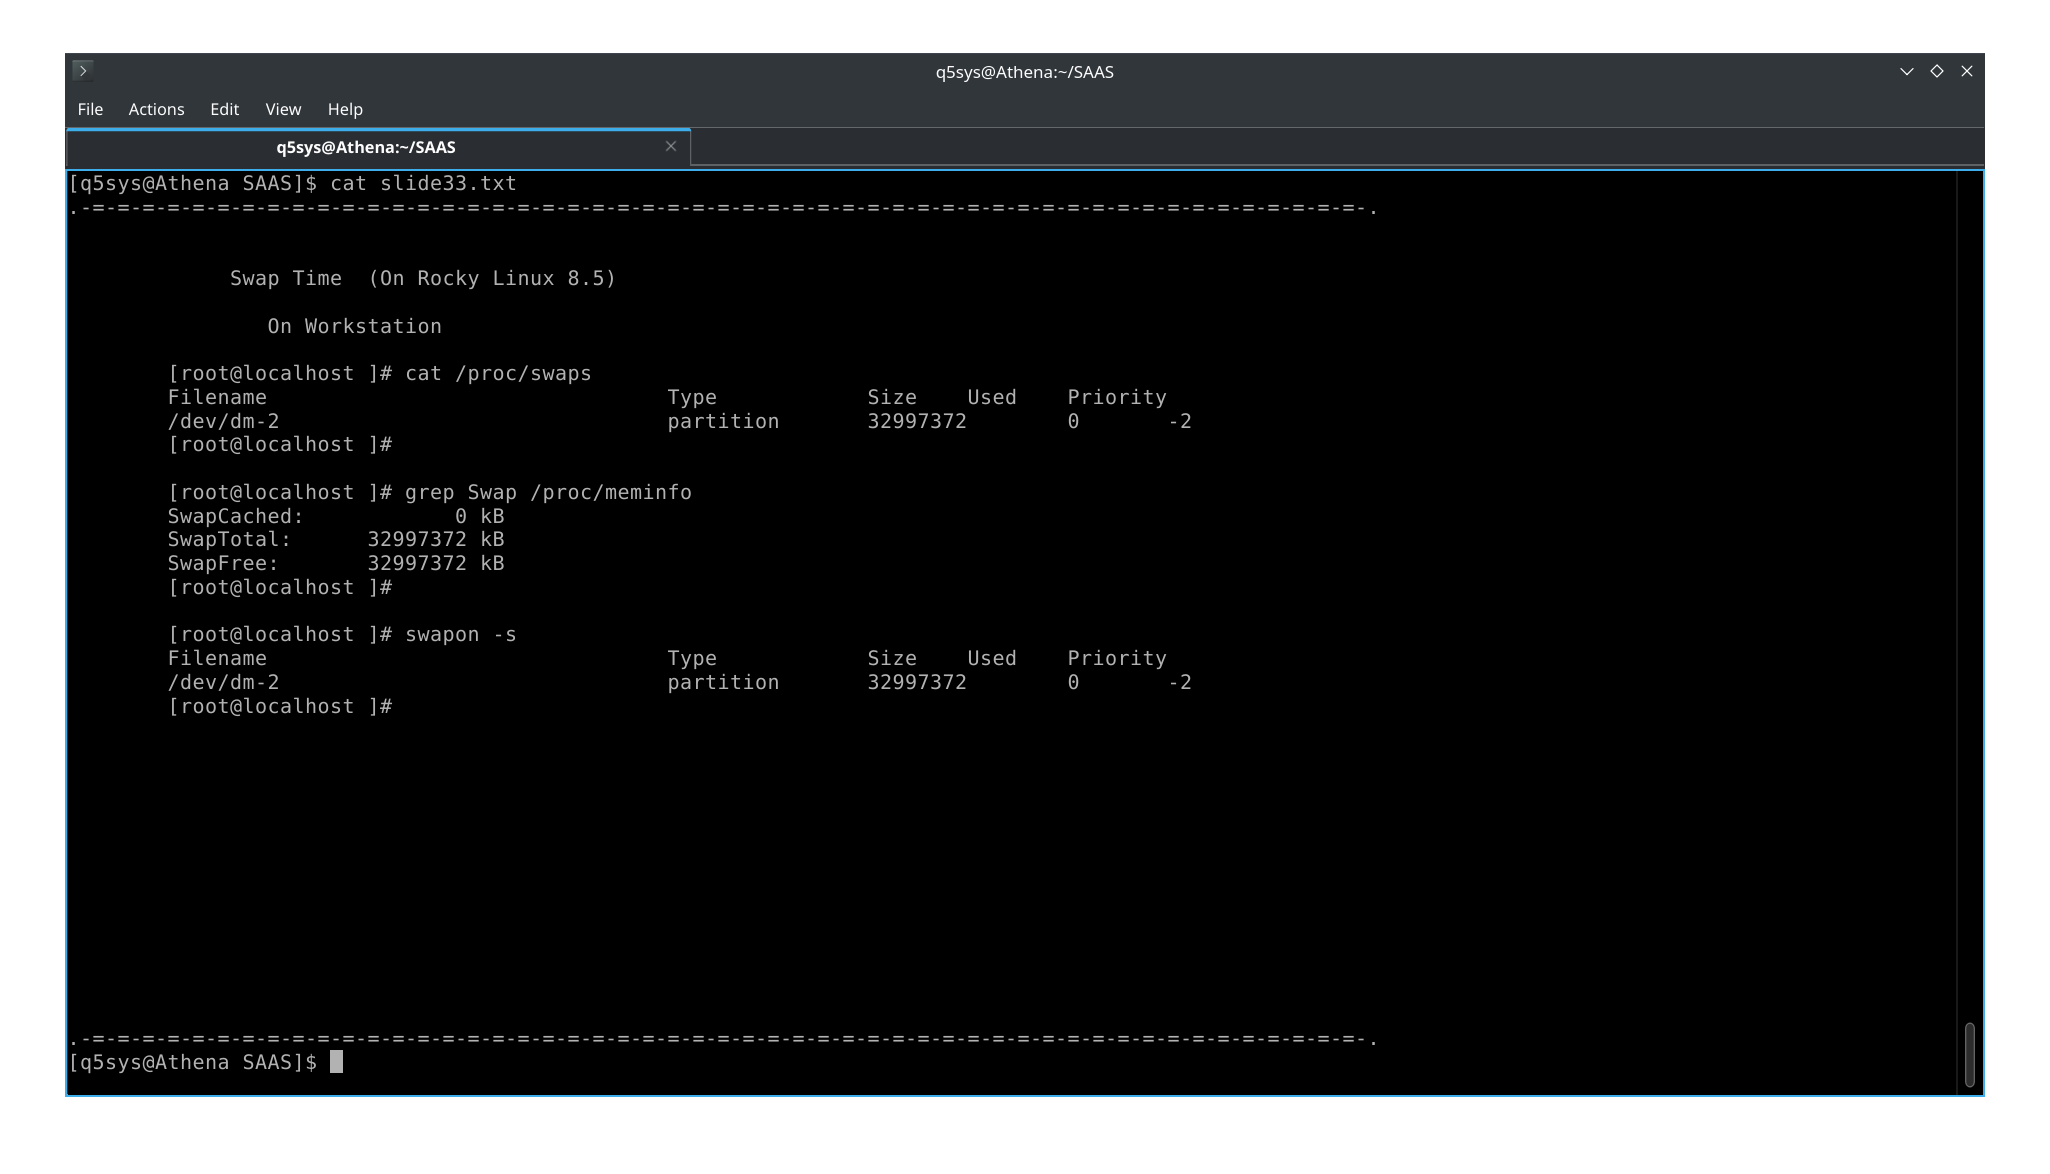 q5sys@Athena:~/SAAS
File Actions Edit View Help
q5sys@Athena:~/SAAS
[q5sys@Athena SAAS]$ cat slide33.txt
.-=-=-=-=-=-=-=-=-=-=-=-=-=-=-=-=-=-=-=-=-=-=-=-=-=-=-=-=-=-=-=-=-=-=-=-=-=-=-=-=-=-=-=-=-=-=-=-=-=-=-=-.
Swap Time  (On Rocky Linux 8.5)
On Workstation
[root@localhost ]# cat /proc/swaps
Filename                                Type            Size    Used    Priority
/dev/dm-2                               partition       32997372        0       -2
[root@localhost ]#
[root@localhost ]# grep Swap /proc/meminfo
SwapCached:            0 kB
SwapTotal:      32997372 kB
SwapFree:       32997372 kB
[root@localhost ]#
[root@localhost ]# swapon -s
Filename                                Type            Size    Used    Priority
/dev/dm-2                               partition       32997372        0       -2
[root@localhost ]#
.-=-=-=-=-=-=-=-=-=-=-=-=-=-=-=-=-=-=-=-=-=-=-=-=-=-=-=-=-=-=-=-=-=-=-=-=-=-=-=-=-=-=-=-=-=-=-=-=-=-=-=-.
[q5sys@Athena SAAS]$